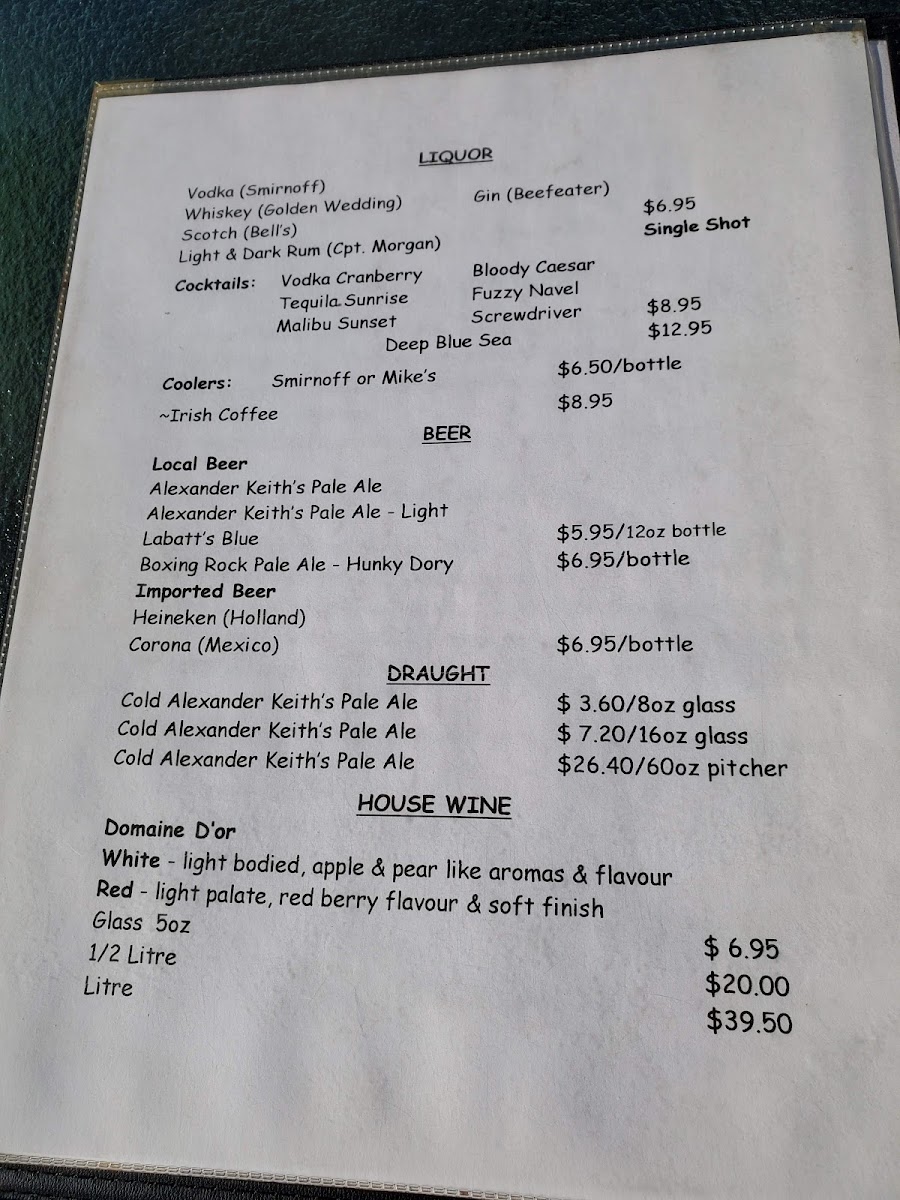 LIQUOR
Vodka (Smirnoff)
Whiskey (Golden Wedding) Gin (Beefeater)
Scotch (Bell's) $6.95
Light & Dark Rum (Cpt. Morgan) Single Shot
Cocktails: Vodka Cranberry Bloody Caesar
Tequila Sunrise Fuzzy Navel
Malibu Sunset Screwdriver $8.95
Deep Blue Sea $12.95
Coolers: Smirnoff or Mike's $6.50/bottle
~Irish Coffee $8.95
BEER
Local Beer
Alexander Keith's Pale Ale
Alexander Keith's Pale Ale - Light
Labatt's Blue $5.95/12oz bottle
Boxing Rock Pale Ale - Hunky Dory $6.95/bottle
Imported Beer
Heineken (Holland)
Corona (Mexico) $6.95/bottle
DRAUGHT
Cold Alexander Keith's Pale Ale $ 3.60/8oz glass
Cold Alexander Keith's Pale Ale $ 7.20/16oz glass
Cold Alexander Keith's Pale Ale $26.40/60oz pitcher
HOUSE WINE
Domaine D'or
White - light bodied, apple & pear like aromas & flavour
Red - light palate, red berry flavour & soft finish
Glass 5oz $ 6.95
1/2 Litre $20.00
Litre $39.50